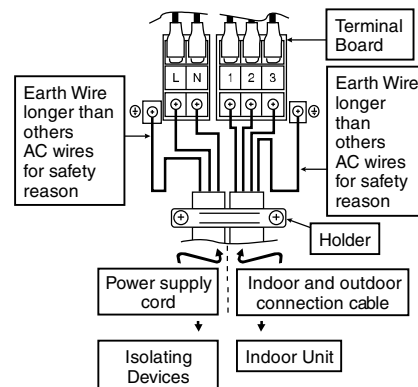 Terminal
Board
L N 1 2 3
Earth Wire
longer than
others
AC wires
for safety
reason
Earth Wire
longer
than
others
AC wires
for safety
reason
Holder
Power supply
cord
Indoor and outdoor
connection cable
Isolating
Devices
Indoor Unit